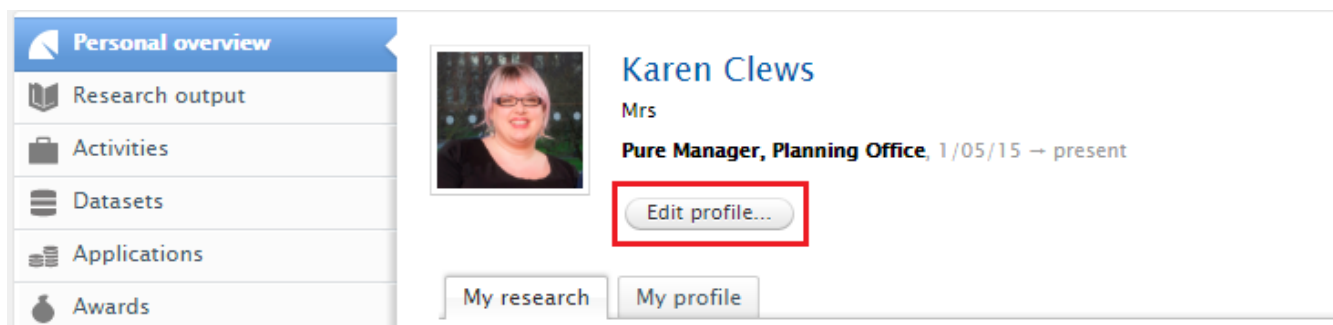 Personal overview
Research output
Activities
Datasets
Applications
Awards
Karen Clews
Mrs
Pure Manager, Planning Office, 1/05/15 → present
Edit profile...
My research
My profile